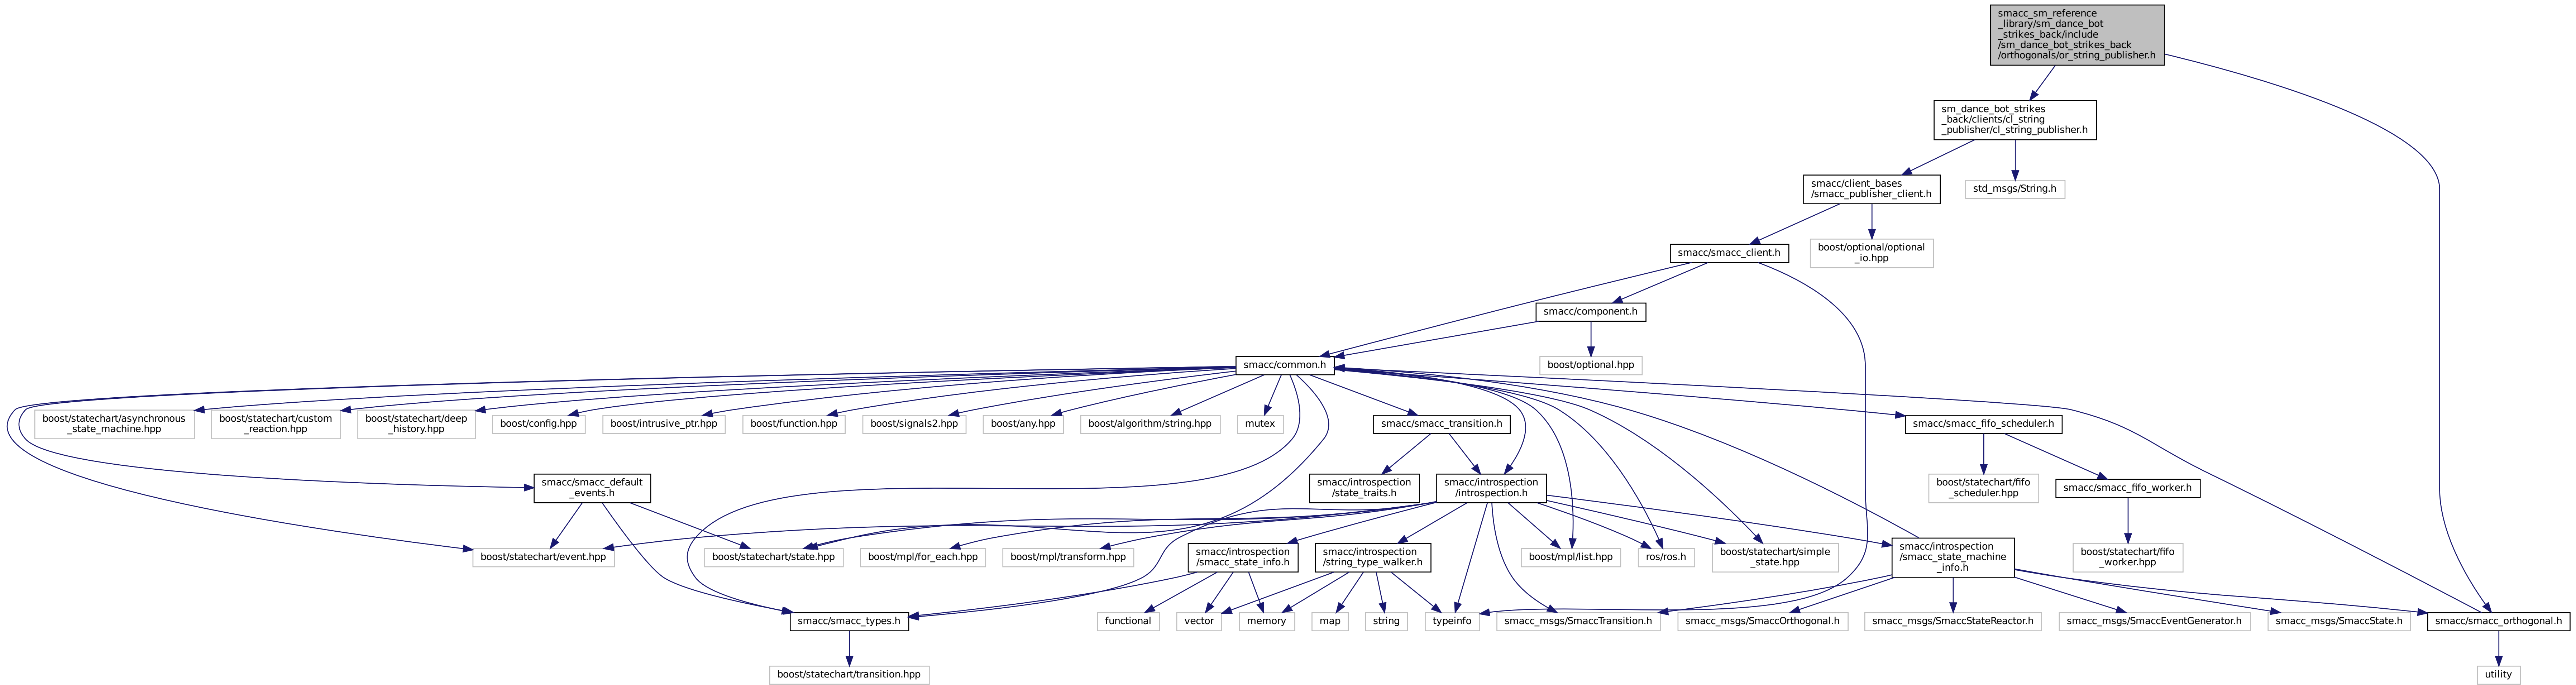 smacc_sm_reference
_library/sm_dance_bot
_strikes_back/include
/sm_dance_bot_strikes_back
/orthogonals/or_string_publisher.h
sm_dance_bot_strikes
_back/clients/cl_string
_publisher/cl_string_publisher.h
smacc/client_bases
/smacc_publisher_client.h
std_msgs/String.h
smacc/smacc_client.h
boost/optional/optional
_io.hpp
smacc/component.h
smacc/common.h
boost/optional.hpp
boost/statechart/asynchronous
_state_machine.hpp
boost/statechart/custom
_reaction.hpp
boost/statechart/deep
_history.hpp
boost/config.hpp
boost/intrusive_ptr.hpp
boost/function.hpp
boost/signals2.hpp
boost/any.hpp
boost/algorithm/string.hpp
mutex
smacc/smacc_transition.h
smacc/smacc_fifo_scheduler.h
smacc/smacc_default
_events.h
smacc/introspection
/state_traits.h
smacc/introspection
/introspection.h
boost/statechart/fifo
_scheduler.hpp
smacc/smacc_fifo_worker.h
boost/statechart/event.hpp
boost/statechart/state.hpp
boost/mpl/for_each.hpp
boost/mpl/transform.hpp
smacc/introspection
/smacc_state_info.h
smacc/introspection
/string_type_walker.h
boost/mpl/list.hpp
ros/ros.h
boost/statechart/simple
_state.hpp
smacc/introspection
/smacc_state_machine
_info.h
boost/statechart/fifo
_worker.hpp
smacc/smacc_types.h
functional
vector
memory
map
string
typeinfo
smacc_msgs/SmaccTransition.h
smacc_msgs/SmaccOrthogonal.h
smacc_msgs/SmaccStateReactor.h
smacc_msgs/SmaccEventGenerator.h
smacc_msgs/SmaccState.h
smacc/smacc_orthogonal.h
boost/statechart/transition.hpp
utility